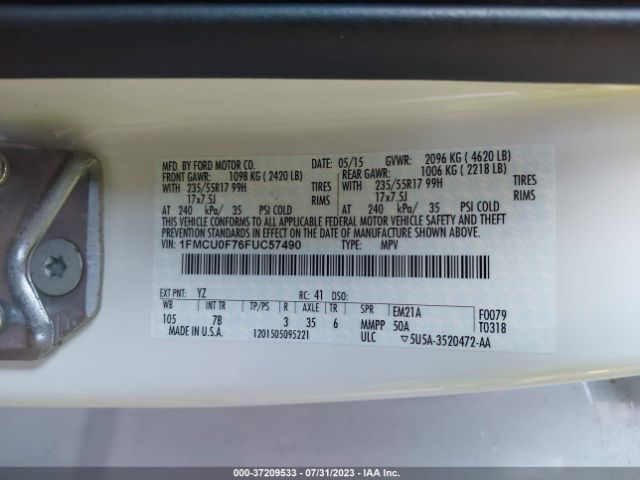 MFD. BY FORD MOTOR CO. DATE: 05/15 GVWR: 2096 KG ( 4620 LB)
FRONT GAWR: 1098 KG ( 2420 LB) REAR GAWR: 1006 KG ( 2218 LB)
WITH 235/55R17 99H TIRES WITH 235/55R17 99H TIRES
17x7.5J RIMS 17x7.5J RIMS
AT 240 kPa/ 35 PSI COLD AT 240 kPa/ 35 PSI COLD
THIS VEHICLE CONFORMS TO ALL APPLICABLE FEDERAL MOTOR VEHICLE SAFETY AND BUMPER
STANDARDS IN EFFECT ON THE DATE OF MANUFACTURE SHOWN ABOVE.
VIN: 1FMCU0F76FUC57490 TYPE: MPV
EXT PNT: YZ RC: 41 DSO:
WB INT TR TP/PS R AXLE TR SPR EM21A F0079
105 7B 3 35 6 MMPP 50A T0318
MADE IN U.S.A. 1201505095221 ULC ▽5U5A-3520472-AA
000-37209533 - 07/31/2023 - IAA Inc.